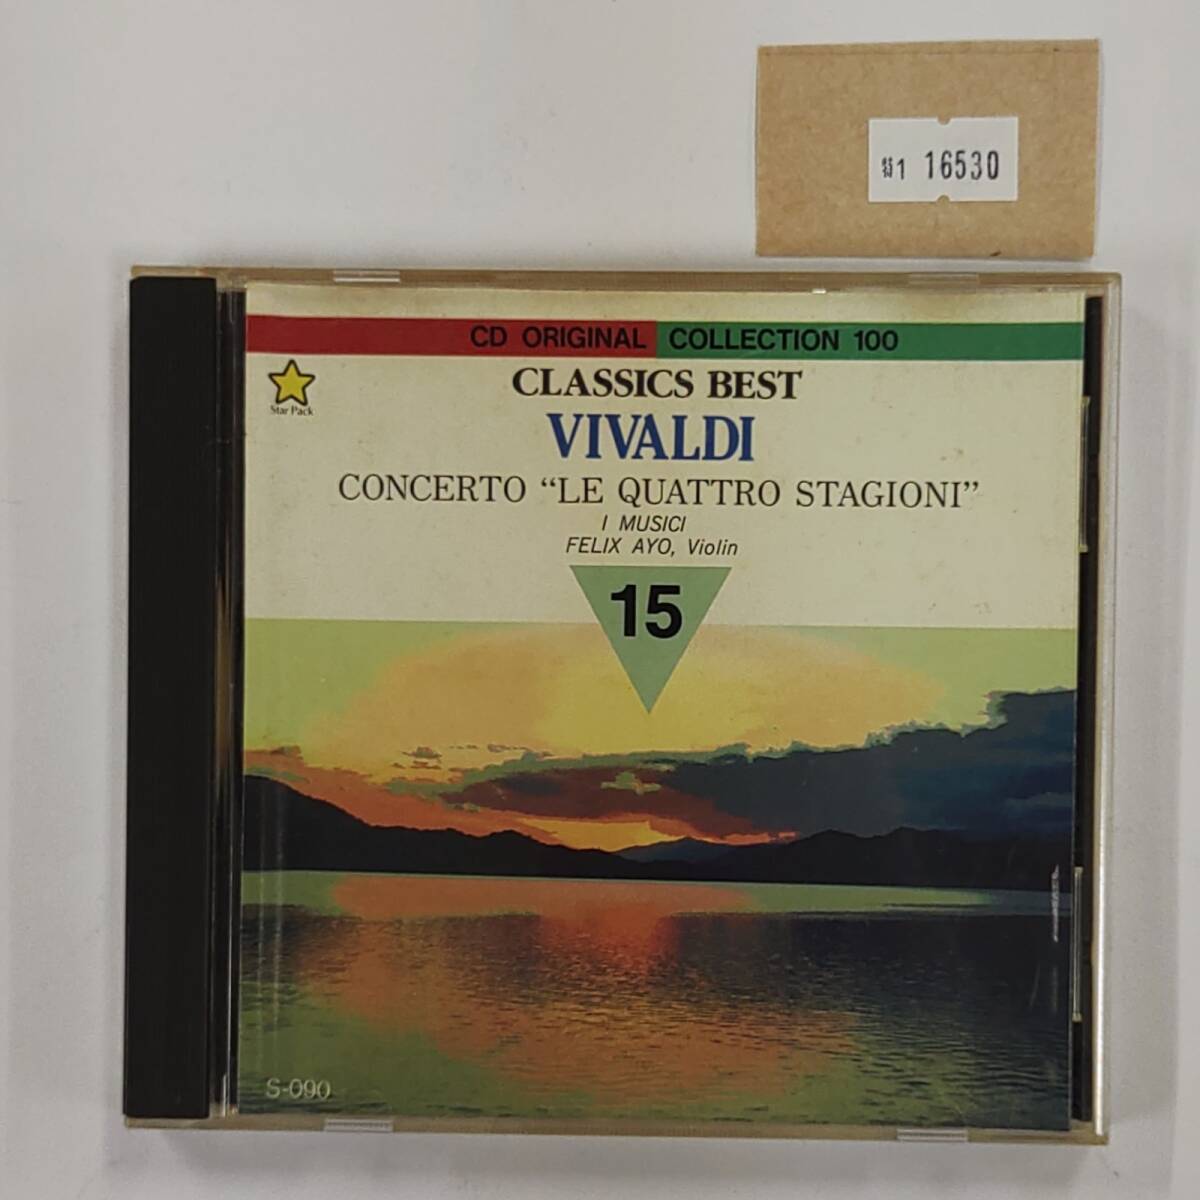 1 16530
CD ORIGINAL COLLECTION 100
Star Pack
CLASSICS BEST
VIVALDI
CONCERTO “LE QUATTRO STAGIONI”
I MUSICI
FELIX AYO, Violin
15
S-090